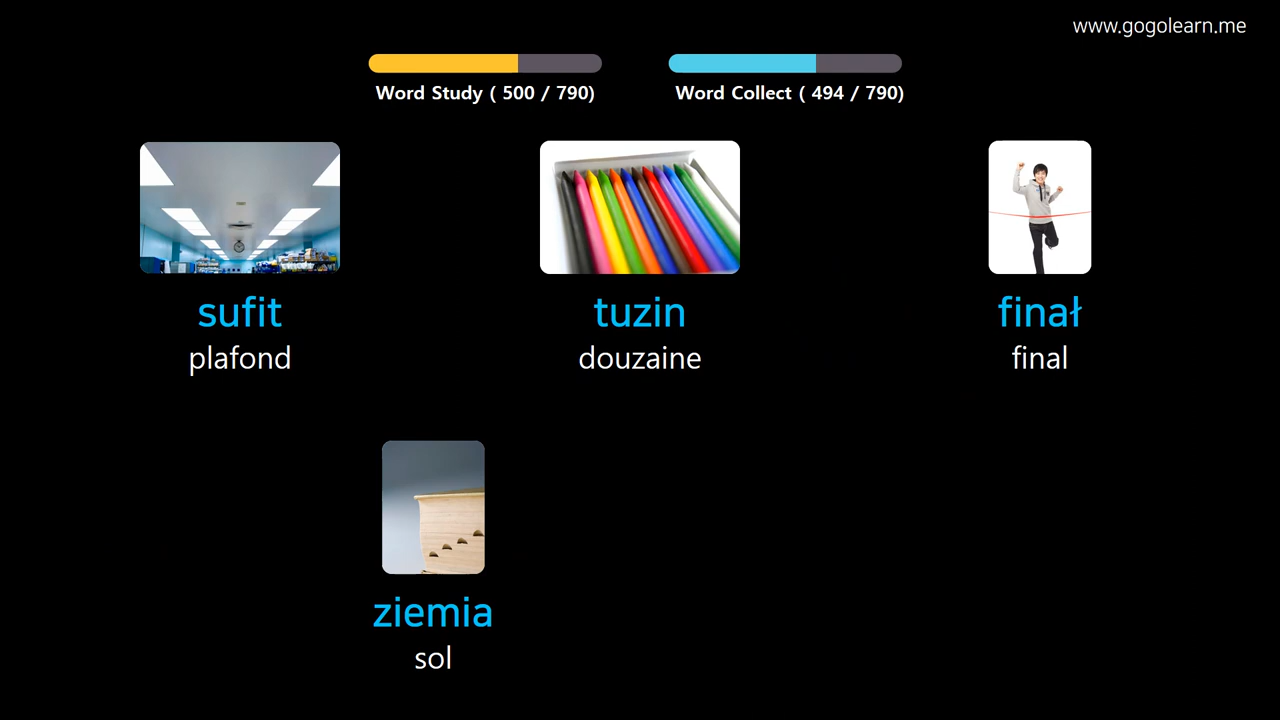 www.gogolearn.me
Word Study ( 500 / 790)
Word Collect ( 494 / 790)
sufit
plafond
tuzin
douzaine
finał
final
ziemia
sol